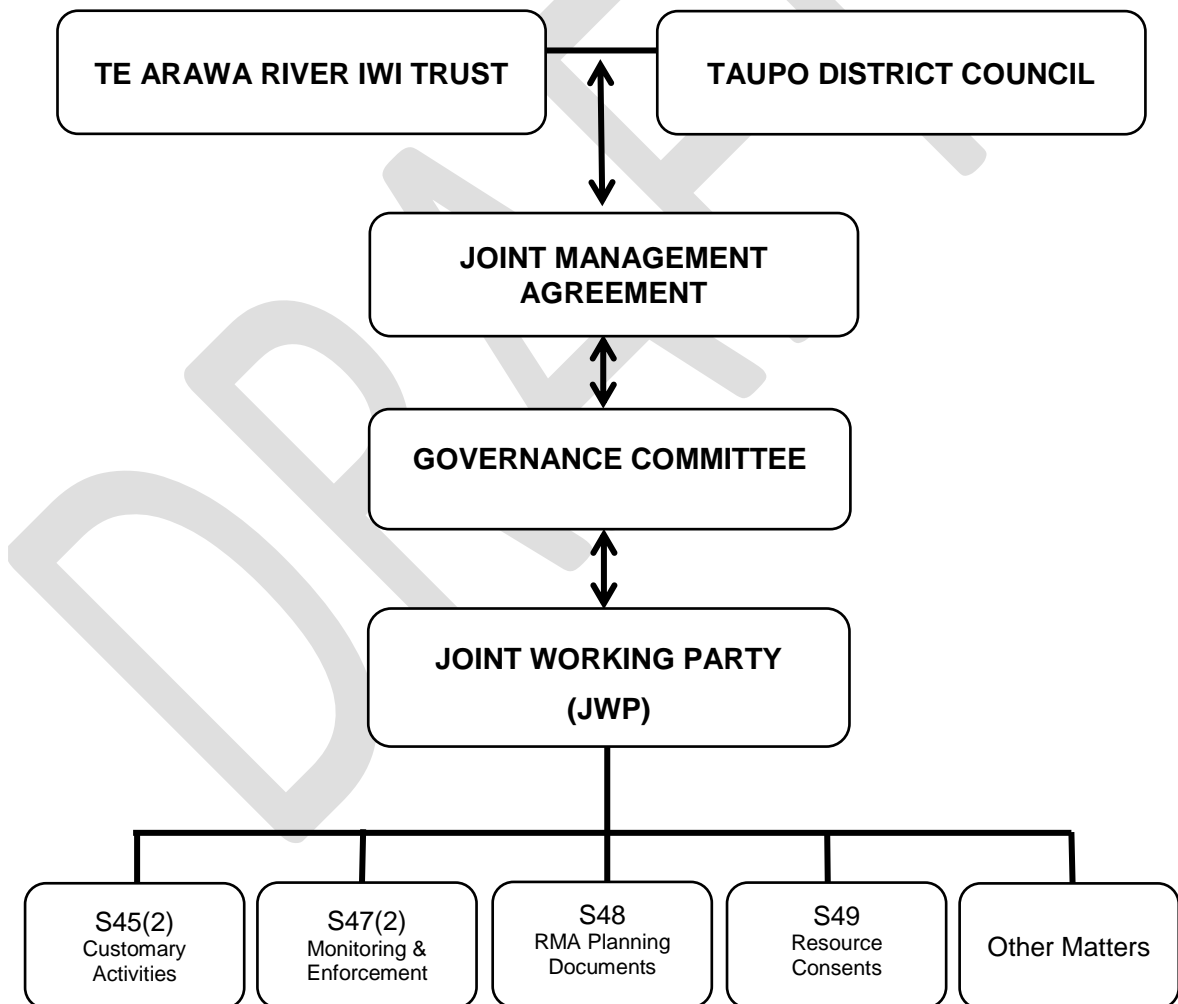 TE ARAWA RIVER IWI TRUST
TAUPO DISTRICT COUNCIL
JOINT MANAGEMENT
AGREEMENT
GOVERNANCE COMMITTEE
JOINT WORKING PARTY
(JWP)
S45(2)
Customary
Activities
S47(2)
Monitoring &
Enforcement
S48
RMA Planning
Documents
S49
Resource
Consents
Other Matters
DRAFT